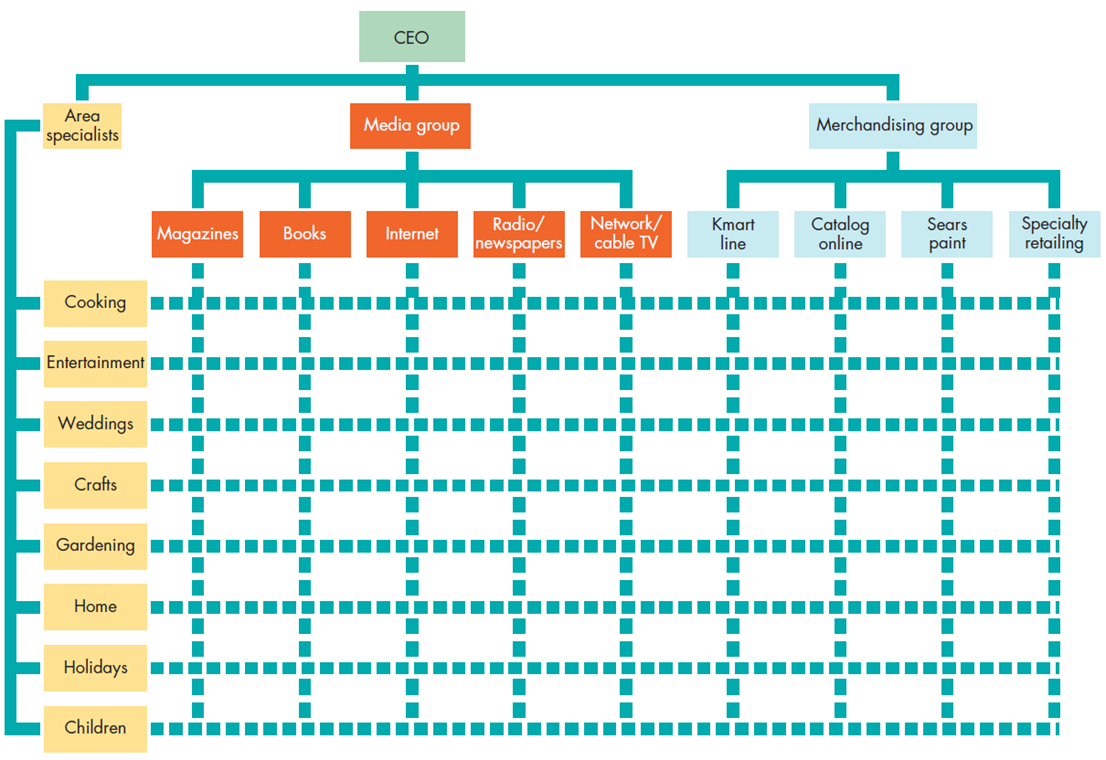 CEO
Area
specialists
Media group
Merchandising group
Magazines
Books
Internet
Radio/
newspapers
Network/
cable TV
Kmart
line
Catalog
online
Sears
paint
Specialty
retailing
Cooking
Entertainment
Weddings
Crafts
Gardening
Home
Holidays
Children